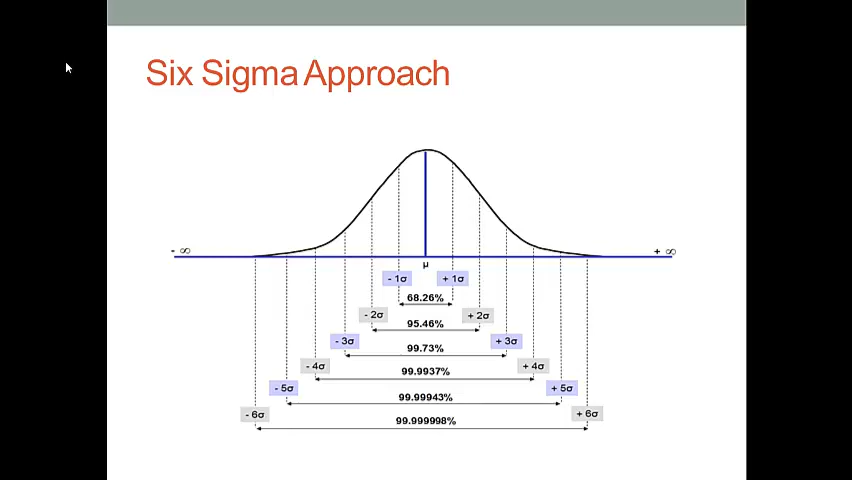 Six Sigma Approach
- ∞
+ ∞
μ
- 1σ
+ 1σ
68.26%
- 2σ
+ 2σ
95.46%
- 3σ
+ 3σ
99.73%
- 4σ
+ 4σ
99.9937%
- 5σ
+ 5σ
99.99943%
- 6σ
+ 6σ
99.999998%